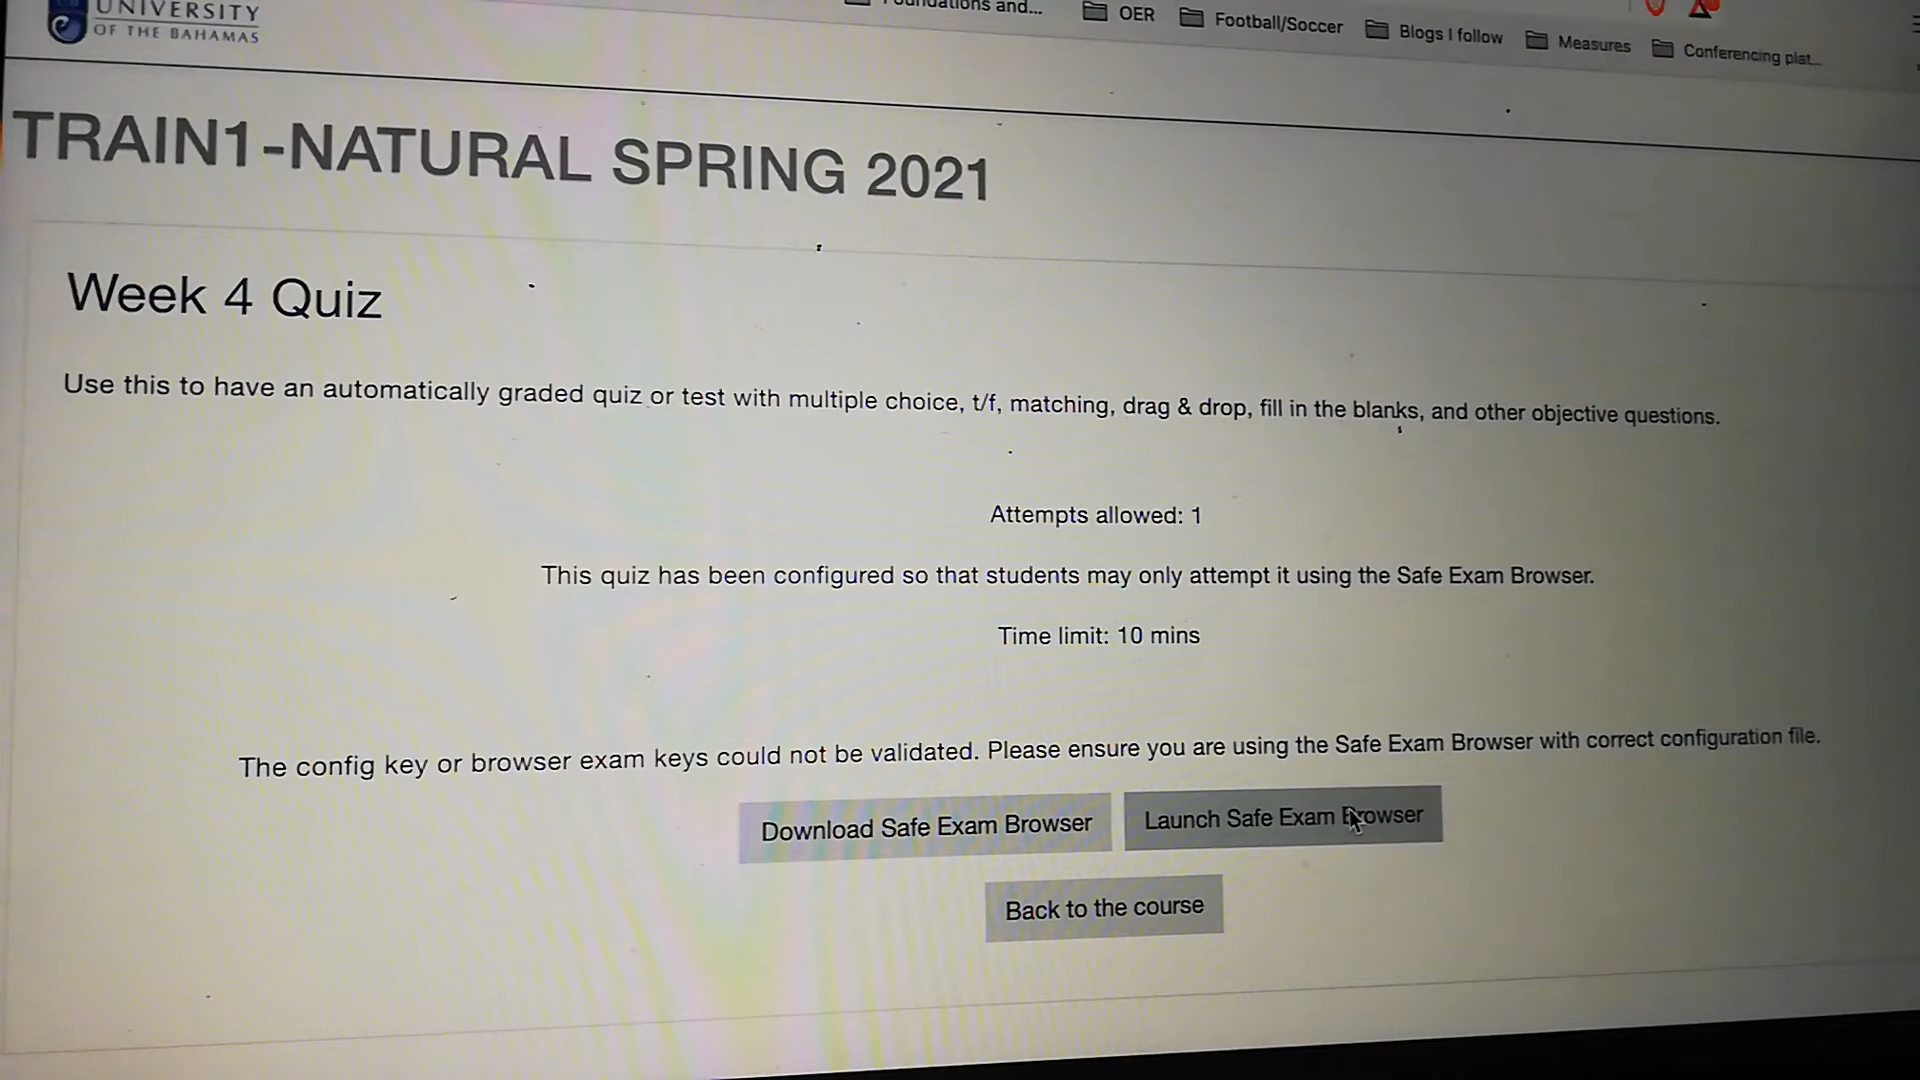 UNIVERSITY
OF THE BAHAMAS
and...
OER
Football/Soccer
Blogs I follow
Measures
Conferencing plat...
TRAIN1-NATURAL SPRING 2021
Week 4 Quiz
Use this to have an automatically graded quiz or test with multiple choice, t/f, matching, drag & drop, fill in the blanks, and other objective questions.
Attempts allowed: 1
This quiz has been configured so that students may only attempt it using the Safe Exam Browser.
Time limit: 10 mins
The config key or browser exam keys could not be validated. Please ensure you are using the Safe Exam Browser with correct configuration file.
Download Safe Exam Browser
Launch Safe Exam Browser
Back to the course